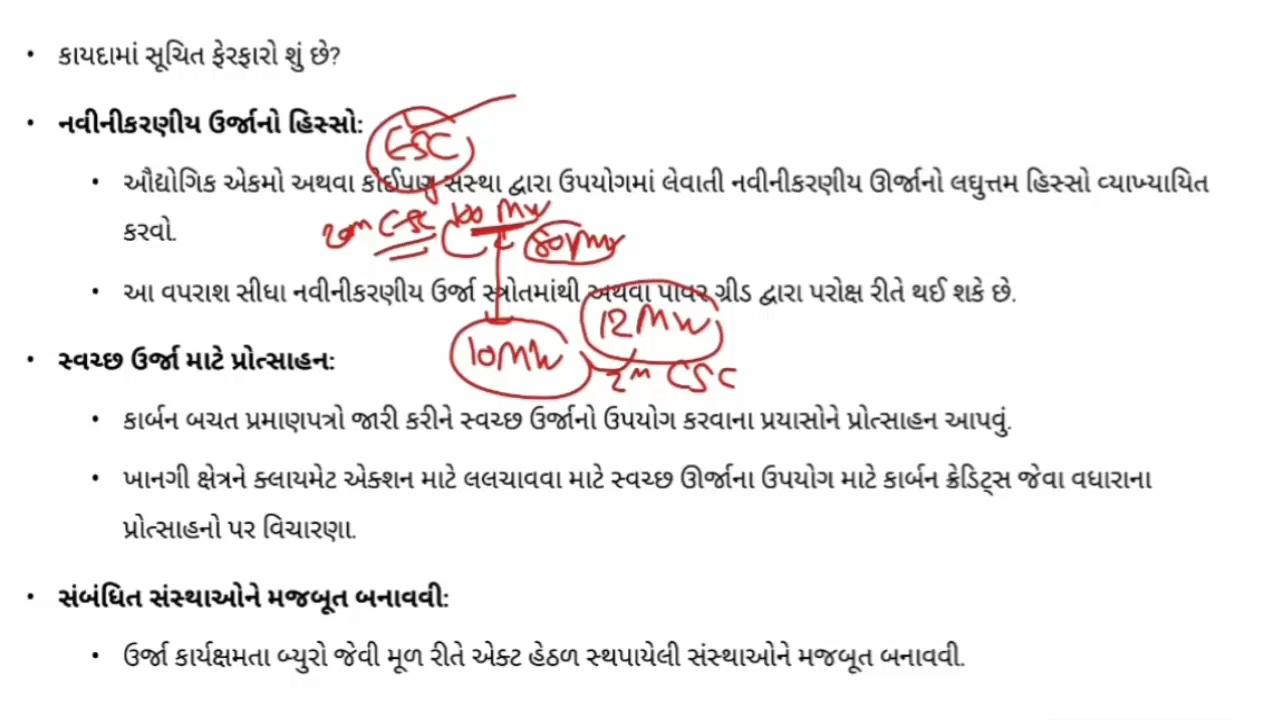 કાયદામાં સૂચિત ફેરફારો શું છે?
નવીનીકરણીય ઉર્જાનો હિસ્સો:
ESC
ઔદ્યોગિક એકમો અથવા કોઈપણ સંસ્થા દ્વારા ઉપયોગમાં લેવાતી નવીનીકરણીય ઊર્જાનો લઘુત્તમ હિસ્સો વ્યાખ્યાયિત
કરવો.
100 MW
80 MW
આ વપરાશ સીધા નવીનીકરણીય ઉર્જા સ્ત્રોતમાંથી અથવા પાવર ગ્રીડ દ્વારા પરોક્ષ રીતે થઈ શકે છે.
12 MW
10 MW
સ્વચ્છ ઉર્જા માટે પ્રોત્સાહન:
CSC
કાર્બન બચત પ્રમાણપત્રો જારી કરીને સ્વચ્છ ઉર્જાનો ઉપયોગ કરવાના પ્રયાસોને પ્રોત્સાહન આપવું.
ખાનગી ક્ષેત્રને ક્લાયમેટ એક્શન માટે લલચાવવા માટે સ્વચ્છ ઊર્જાના ઉપયોગ માટે કાર્બન ક્રેડિટ્સ જેવા વધારાના
પ્રોત્સાહનો પર વિચારણા.
સંબંધિત સંસ્થાઓને મજબૂત બનાવવી:
ઉર્જા કાર્યક્ષમતા બ્યુરો જેવી મૂળ રીતે એક્ટ હેઠળ સ્થપાયેલી સંસ્થાઓને મજબૂત બનાવવી.